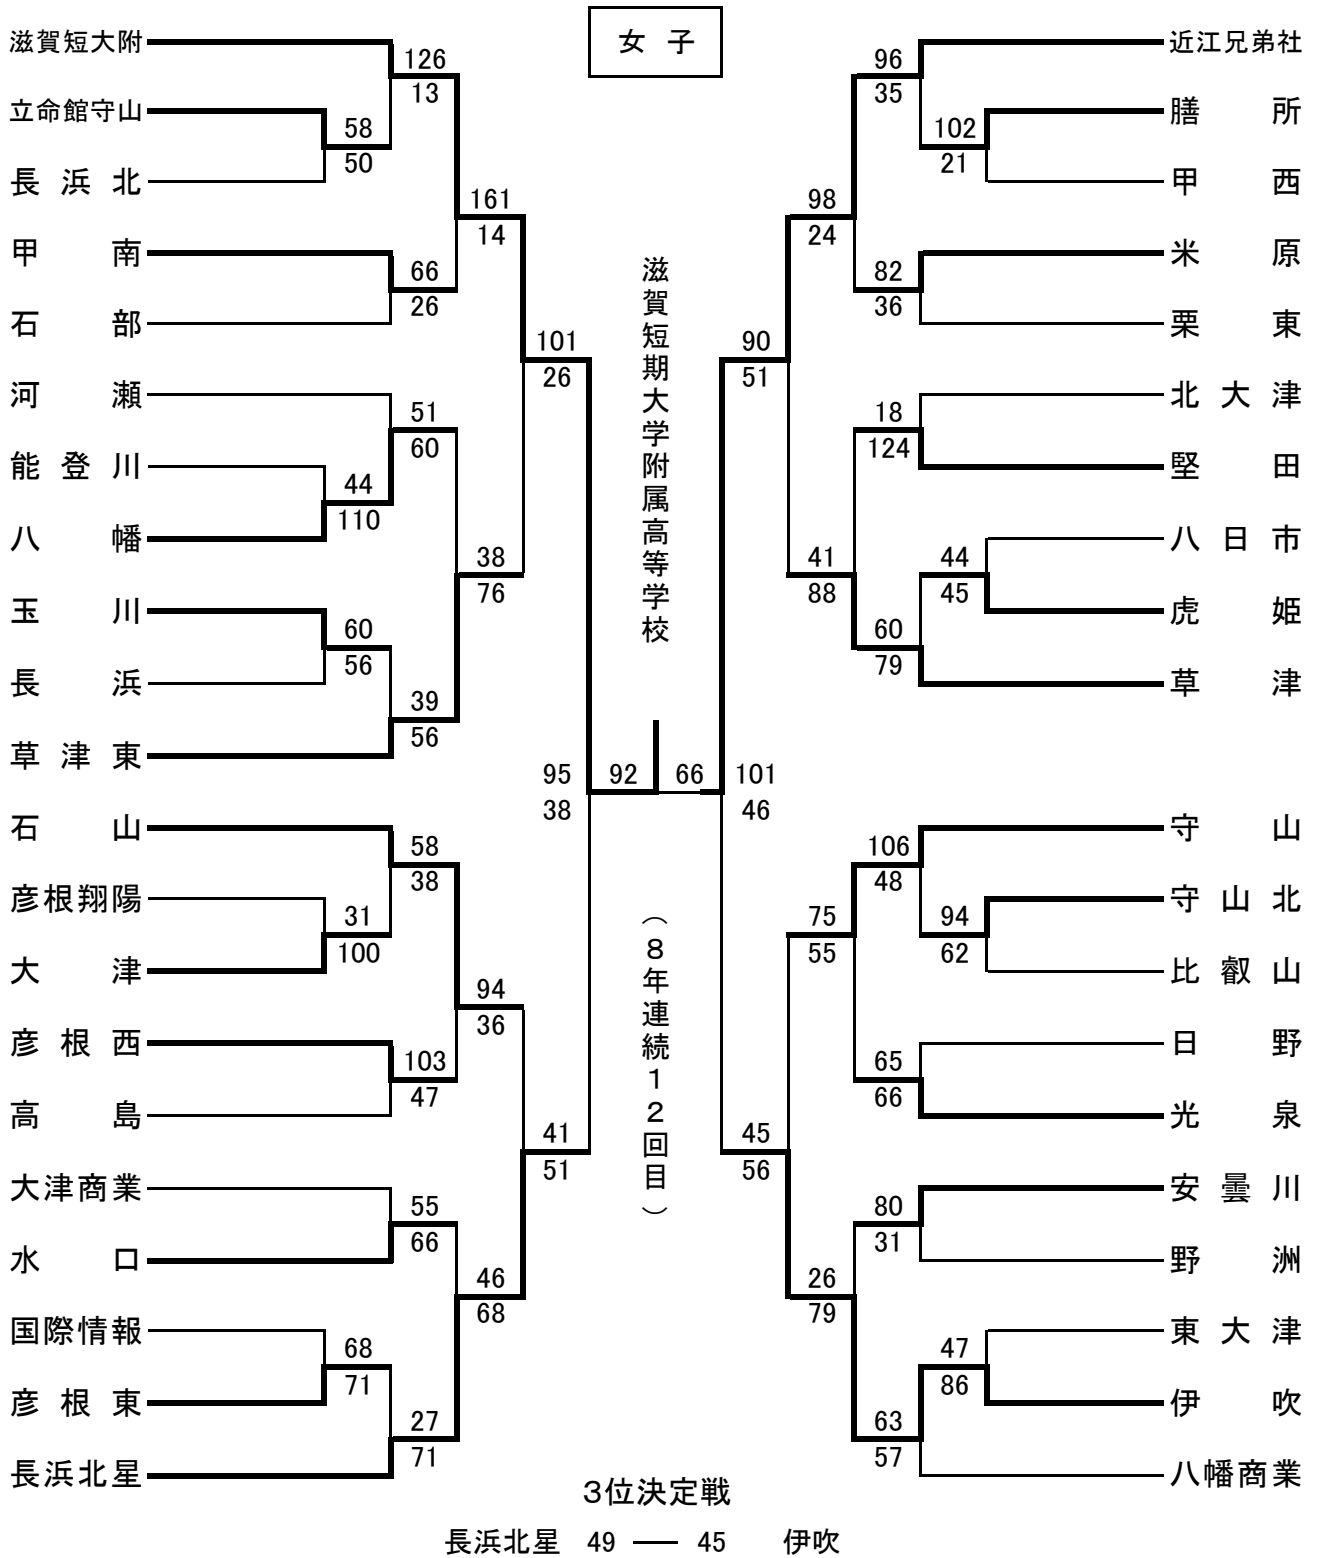 女子
滋賀短大附
立命館守山
長浜北
甲南
石部
河瀬
能登川
八幡
玉川
長浜
草津東
石山
彦根翔陽
大津
彦根西
高島
大津商業
水口
国際情報
彦根東
長浜北星
126
13
58
50
161
14
66
26
101
26
51
60
44
110
38
76
60
56
39
56
95
38
92
66
101
46
58
38
31
100
94
36
103
47
41
51
55
66
46
68
68
71
27
71
滋賀短期大学附属高等学校
（8年連続12回目）
96
35
102
21
98
24
82
36
90
51
18
124
41
88
44
45
60
79
106
48
75
55
94
62
65
66
45
56
80
31
26
79
47
86
63
57
近江兄弟社
膳所
甲西
米原
栗東
北大津
堅田
八日市
虎姫
草津
守山
守山北
比叡山
日野
光泉
安曇川
野洲
東大津
伊吹
八幡商業
3位決定戦
長浜北星 49 — 45 伊吹